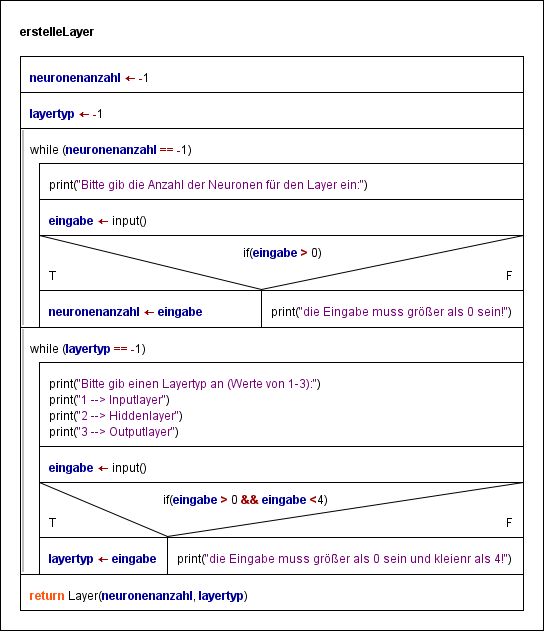 erstelleLayer
neuronenanzahl ← -1
layertyp ← -1
while (neuronenanzahl == -1)
print("Bitte gib die Anzahl der Neuronen für den Layer ein:")
eingabe ← input()
if(eingabe > 0)
T F
neuronenanzahl ← eingabe print("die Eingabe muss größer als 0 sein!")
while (layertyp == -1)
print("Bitte gib einen Layertyp an (Werte von 1-3):")
print("1 --> Inputlayer")
print("2 --> Hiddenlayer")
print("3 --> Outputlayer")
eingabe ← input()
if(eingabe > 0 && eingabe <4)
T F
layertyp ← eingabe print("die Eingabe muss größer als 0 sein und kleienr als 4!")
return Layer(neuronenanzahl, layertyp)